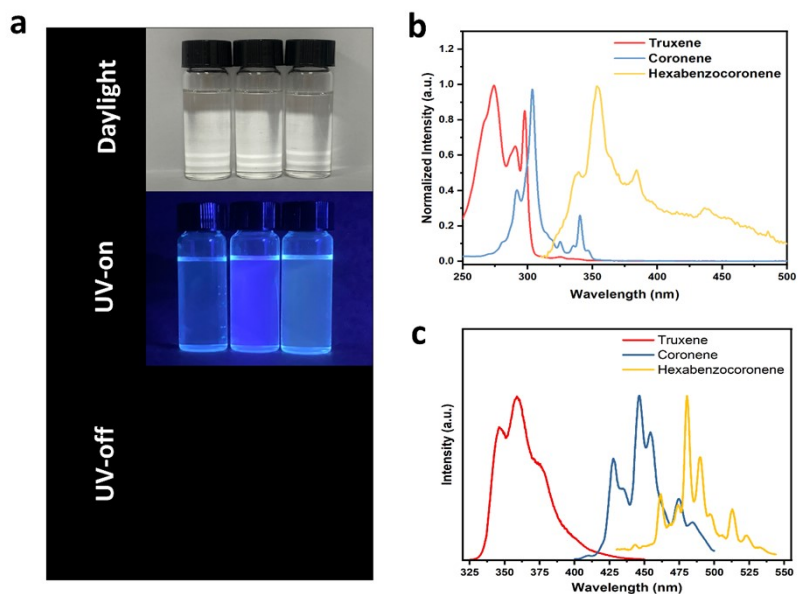 a
Daylight
UV-on
UV-off
b
Truxene
Coronene
Hexabenzocoronene
Normalized Intensity (a.u.)
1.2
1.0
0.8
0.6
0.4
0.2
0.0
250 300 350 400 450 500
Wavelength (nm)
c
Truxene
Coronene
Hexabenzocoronene
Intensity (a.u.)
325 350 375 400 425 450 475 500 525 550
Wavelength (nm)